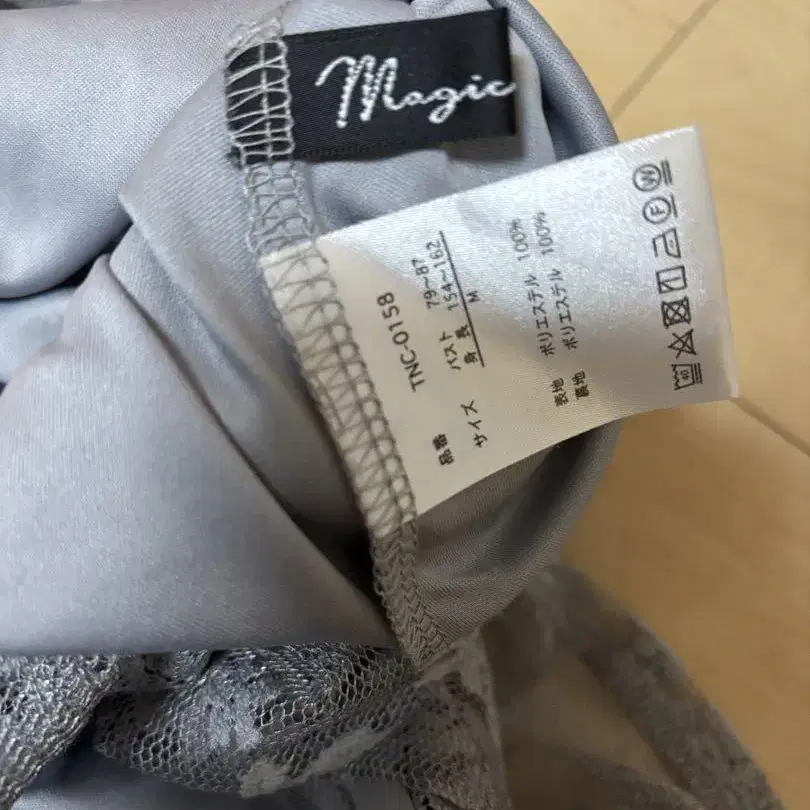 Magic
品番 TNC-0158
サイズ バスト 79~87
身長 154~162
M
表地 ポリエステル 100%
裏地 ポリエステル 100%
40
F
W